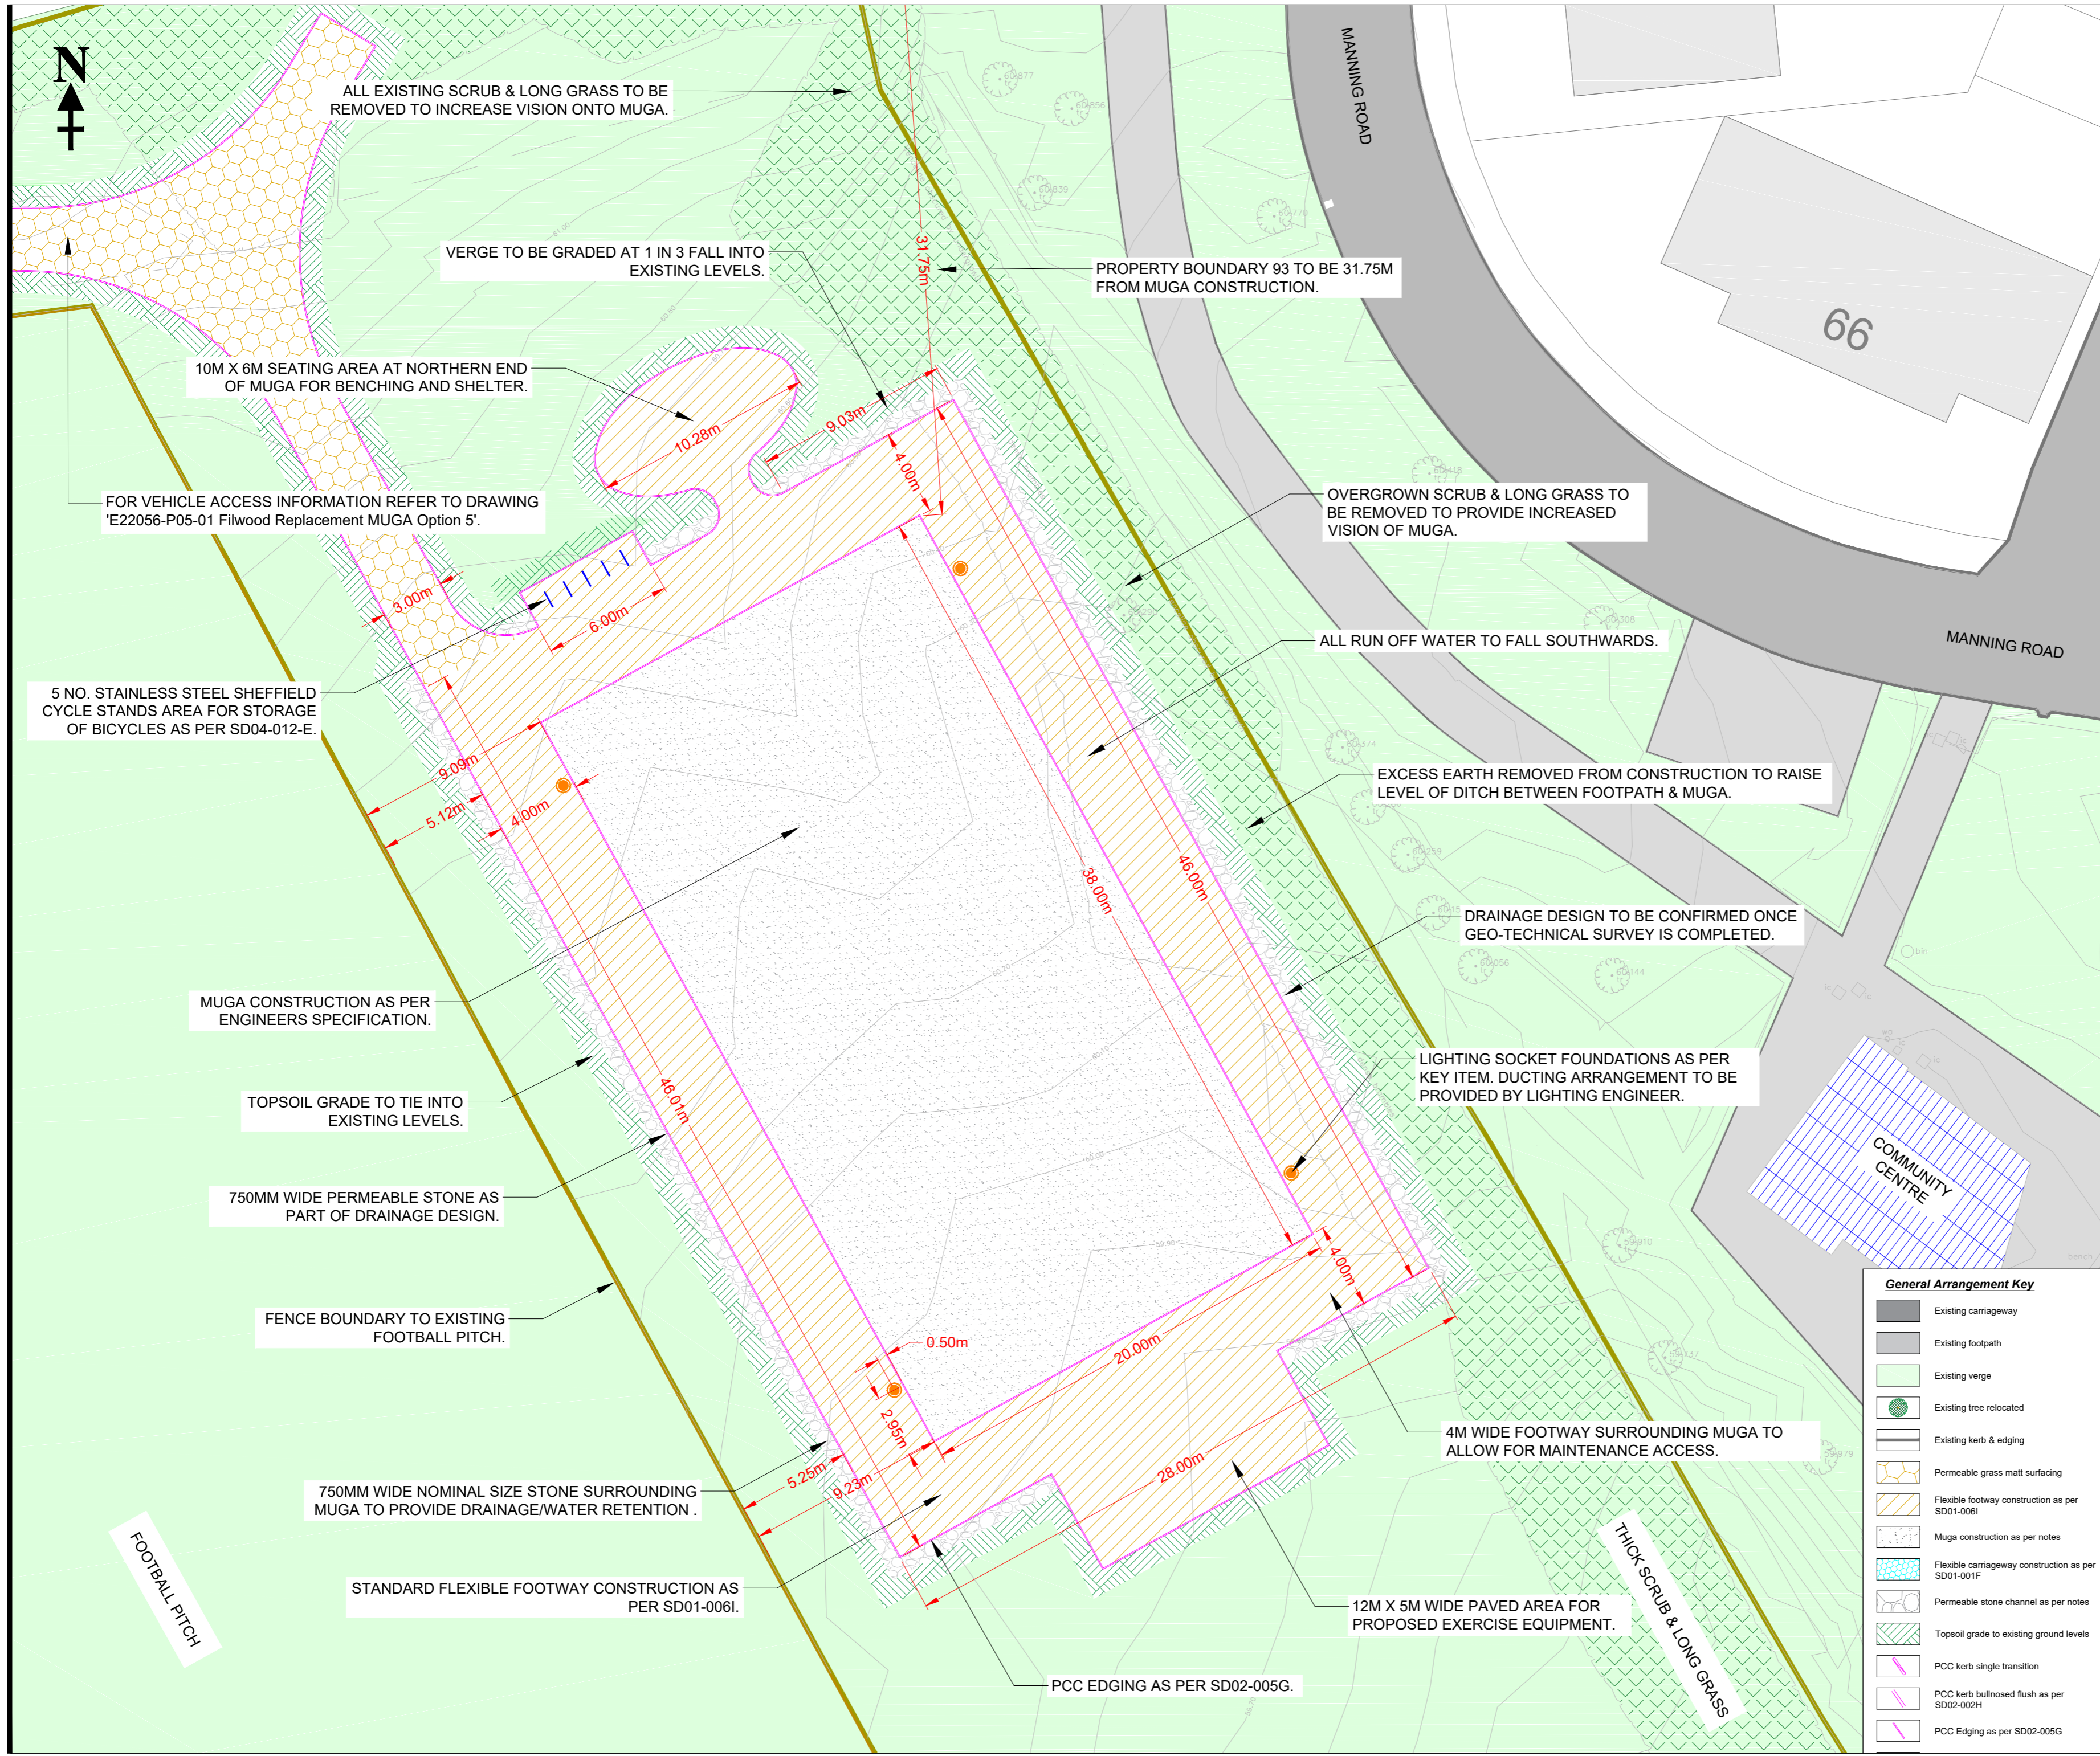 N
ALL EXISTING SCRUB & LONG GRASS TO BE
REMOVED TO INCREASE VISION ONTO MUGA.
MANNING ROAD
VERGE TO BE GRADED AT 1 IN 3 FALL INTO
EXISTING LEVELS.
31.75m
PROPERTY BOUNDARY 93 TO BE 31.75M
FROM MUGA CONSTRUCTION.
99
10M X 6M SEATING AREA AT NORTHERN END
OF MUGA FOR BENCHING AND SHELTER.
10.28m
9.03m
4.00m
FOR VEHICLE ACCESS INFORMATION REFER TO DRAWING
'E22056-P05-01 Filwood Replacement MUGA Option 5'.
OVERGROWN SCRUB & LONG GRASS TO
BE REMOVED TO PROVIDE INCREASED
VISION OF MUGA.
3.00m
6.00m
ALL RUN OFF WATER TO FALL SOUTHWARDS.
MANNING ROAD
5 NO. STAINLESS STEEL SHEFFIELD
CYCLE STANDS AREA FOR STORAGE
OF BICYCLES AS PER SD04-012-E.
9.09m
5.12m
4.00m
EXCESS EARTH REMOVED FROM CONSTRUCTION TO RAISE
LEVEL OF DITCH BETWEEN FOOTPATH & MUGA.
38.00m
46.00m
DRAINAGE DESIGN TO BE CONFIRMED ONCE
GEO-TECHNICAL SURVEY IS COMPLETED.
MUGA CONSTRUCTION AS PER
ENGINEERS SPECIFICATION.
LIGHTING SOCKET FOUNDATIONS AS PER
KEY ITEM. DUCTING ARRANGEMENT TO BE
PROVIDED BY LIGHTING ENGINEER.
46.01m
TOPSOIL GRADE TO TIE INTO
EXISTING LEVELS.
COMMUNITY
CENTRE
750MM WIDE PERMEABLE STONE AS
PART OF DRAINAGE DESIGN.
4.00m
FENCE BOUNDARY TO EXISTING
FOOTBALL PITCH.
0.50m
20.00m
2.95m
28.00m
4M WIDE FOOTWAY SURROUNDING MUGA TO
ALLOW FOR MAINTENANCE ACCESS.
5.25m
9.23m
750MM WIDE NOMINAL SIZE STONE SURROUNDING
MUGA TO PROVIDE DRAINAGE/WATER RETENTION .
FOOTBALL PITCH
STANDARD FLEXIBLE FOOTWAY CONSTRUCTION AS
PER SD01-006I.
12M X 5M WIDE PAVED AREA FOR
PROPOSED EXERCISE EQUIPMENT.
THICK SCRUB & LONG GRASS
PCC EDGING AS PER SD02-005G.
General Arrangement Key
Existing carriageway
Existing footpath
Existing verge
Existing tree relocated
Existing kerb & edging
Permeable grass matt surfacing
Flexible footway construction as per
SD01-006I
Muga construction as per notes
Flexible carriageway construction as per
SD01-001F
Permeable stone channel as per notes
Topsoil grade to existing ground levels
PCC kerb single transition
PCC kerb bullnosed flush as per
SD02-002H
PCC Edging as per SD02-005G